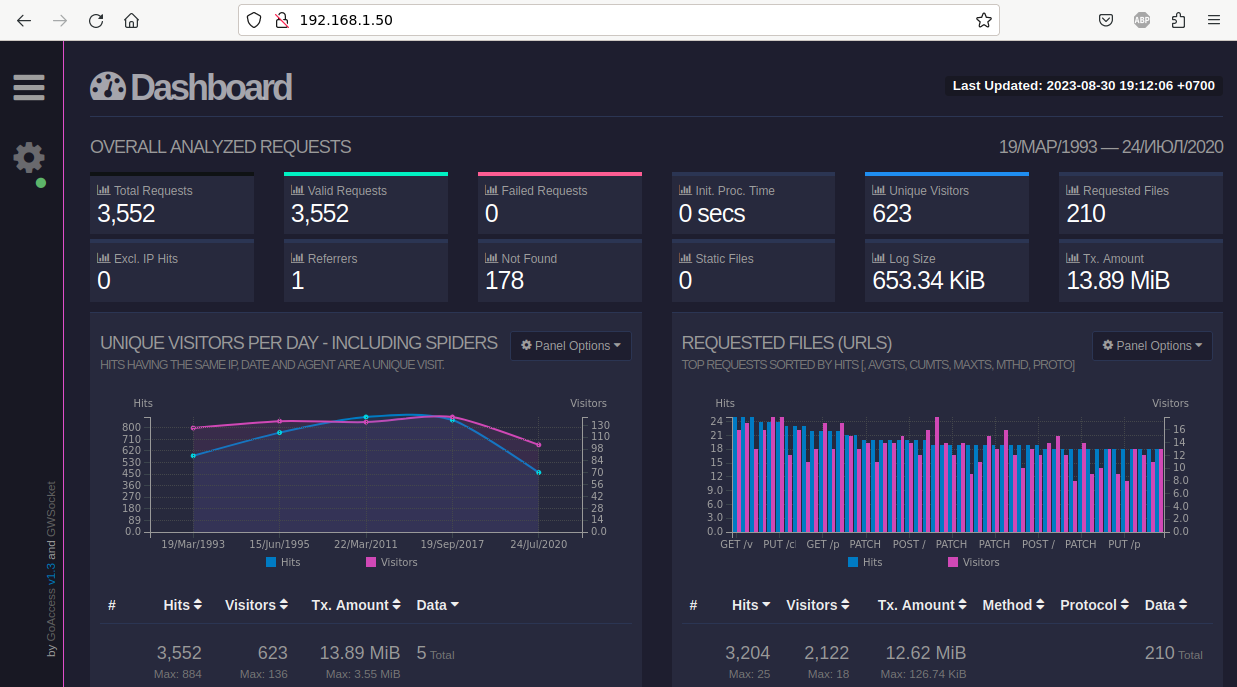 192.168.1.50
ABP
Dashboard
Last Updated: 2023-08-30 19:12:06 +0700
OVERALL ANALYZED REQUESTS
19/МАР/1993 — 24/ИЮЛ/2020
Total Requests
3,552
Valid Requests
3,552
Failed Requests
0
Init. Proc. Time
0 secs
Unique Visitors
623
Requested Files
210
Excl. IP Hits
0
Referrers
1
Not Found
178
Static Files
0
Log Size
653.34 KiB
Tx. Amount
13.89 MiB
UNIQUE VISITORS PER DAY - INCLUDING SPIDERS
Panel Options
HITS HAVING THE SAME IP, DATE AND AGENT ARE A UNIQUE VISIT.
Hits
Visitors
800
710
620
530
450
360
270
180
89
0.0
130
110
98
84
70
56
42
28
14
0.0
19/Mar/1993 15/Jun/1995 22/Mar/2011 19/Sep/2017 24/Jul/2020
Hits Visitors
# Hits Visitors Tx. Amount Data
3,552 623 13.89 MiB 5 Total
Max: 884 Max: 136 Max: 3.55 MiB
REQUESTED FILES (URLS)
Panel Options
TOP REQUESTS SORTED BY HITS [, AVGTS, CUMTS, MAXTS, MTHD, PROTO]
Hits
Visitors
24
21
18
15
12
9.0
6.0
3.0
0.0
16
14
12
10
8.0
6.0
4.0
2.0
0.0
GET /v PUT /cl GET /p PATCH POST / PATCH PATCH POST / PATCH PUT /p
Hits Visitors
# Hits Visitors Tx. Amount Method Protocol Data
3,204 2,122 12.62 MiB 210 Total
Max: 25 Max: 18 Max: 126.74 KiB
by GoAccess v1.3 and GWSocket